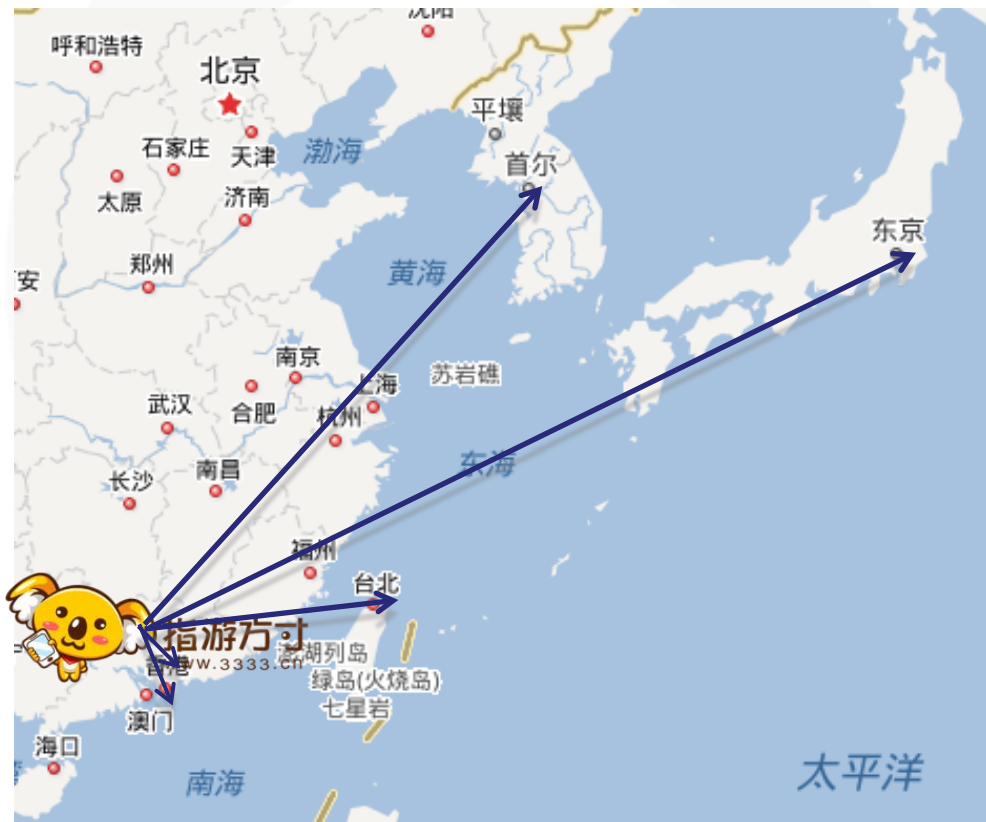 沈阳
呼和浩特
北京
平壤
石家庄
天津
渤海
首尔
太原
济南
东京
郑州
黄海
安
南京
上海
苏岩礁
武汉
合肥
杭州
长沙
南昌
东海
福州
台北
指游方寸
www.3333.cn
香港
澎湖列岛
绿岛(火烧岛)
七星岩
澳门
海口
南海
太平洋